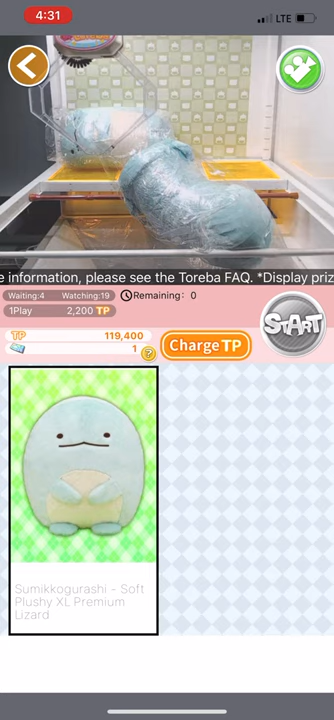 4:31
LTE
e information, please see the Toreba FAQ. *Display priz
Waiting:4 Watching:19 Remaining: 0
1Play 2,200 TP
START
TP 119,400
1 ?
Charge TP
Sumikkogurashi - Soft
Plushy XL Premium
Lizard